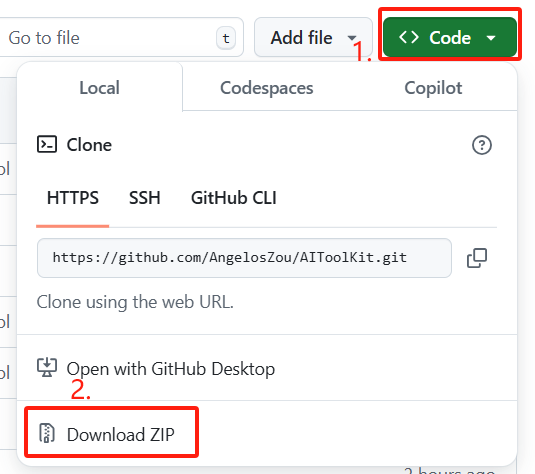 Go to file
t
Add file
1.
<> Code
Local
Codespaces
Copilot
Clone
HTTPS
SSH
GitHub CLI
https://github.com/AngelosZou/AIToolKit.git
Clone using the web URL.
Open with GitHub Desktop
2.
Download ZIP
ol
ol
ol
2 hours ago